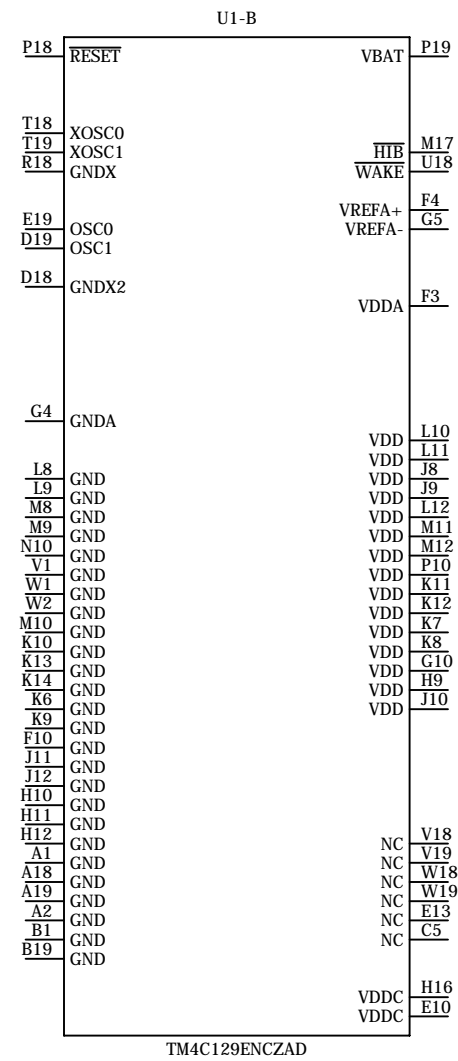 U1-B
P18 RESET VBAT P19
T18 XOSC0
T19 XOSC1 HIB M17
R18 GNDX WAKE U18
VREFA+ F4
E19 OSC0 VREFA- G5
D19 OSC1
D18 GNDX2
VDDA F3
G4 GNDA
VDD L10
VDD L11
L8 GND VDD J8
L9 GND VDD J9
M8 GND VDD L12
M9 GND VDD M11
N10 GND VDD M12
V1 GND VDD P10
W1 GND VDD K11
W2 GND VDD K12
M10 GND VDD K7
K10 GND VDD K8
K13 GND VDD G10
K14 GND VDD H9
K6 GND VDD J10
K9 GND
F10 GND
J11 GND
J12 GND
H10 GND
H11 GND
H12 GND NC V18
A1 GND NC V19
A18 GND NC W18
A19 GND NC W19
A2 GND NC E13
B1 GND NC C5
B19 GND
VDDC H16
VDDC E10
TM4C129ENCZAD